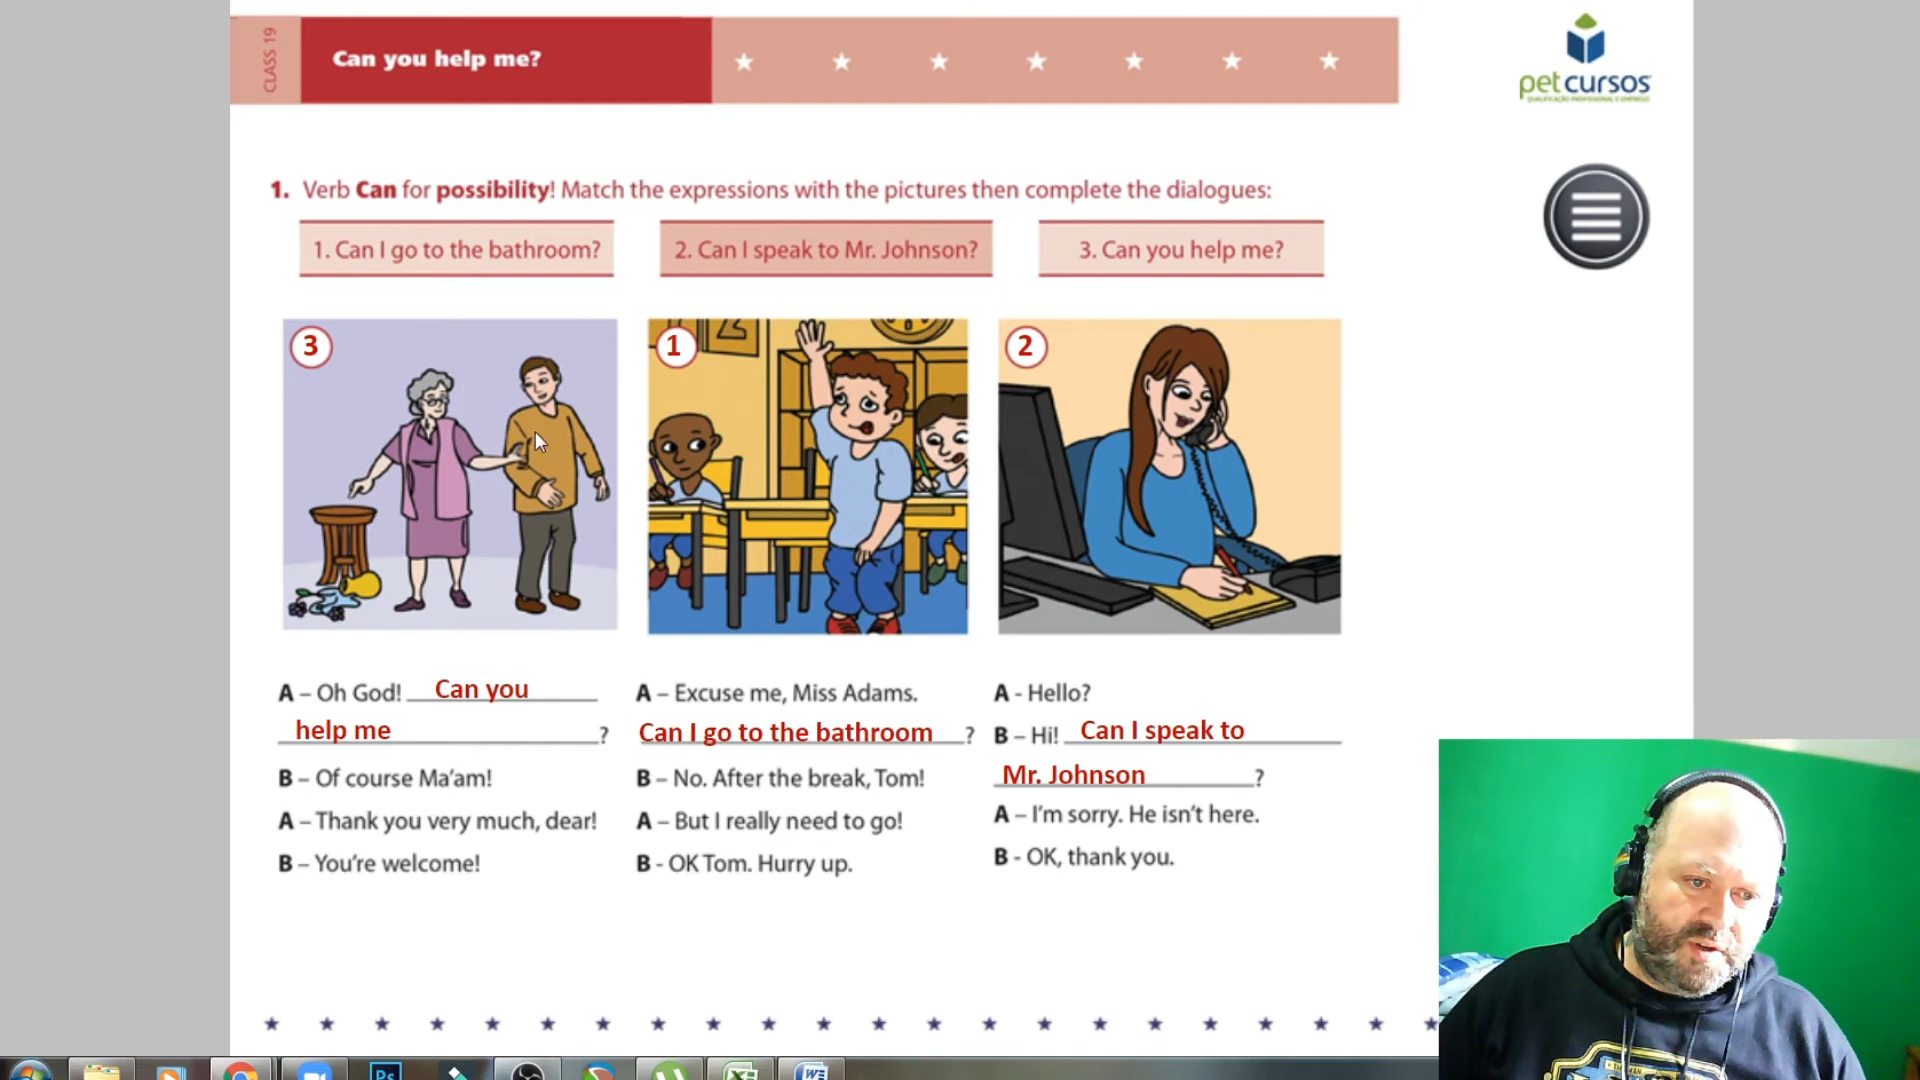 CLASS 19
Can you help me?
pet cursos
QUALIFICAÇÃO PROFISSIONAL E EMPREGO
1. Verb Can for possibility! Match the expressions with the pictures then complete the dialogues:
1. Can I go to the bathroom?
2. Can I speak to Mr. Johnson?
3. Can you help me?
3
1
2
A – Oh God! Can you
help me ?
B – Of course Ma'am!
A – Thank you very much, dear!
B – You're welcome!
A – Excuse me, Miss Adams.
Can I go to the bathroom ?
B – No. After the break, Tom!
A – But I really need to go!
B - OK Tom. Hurry up.
A - Hello?
B – Hi! Can I speak to
Mr. Johnson ?
A – I'm sorry. He isn't here.
B - OK, thank you.
Ps